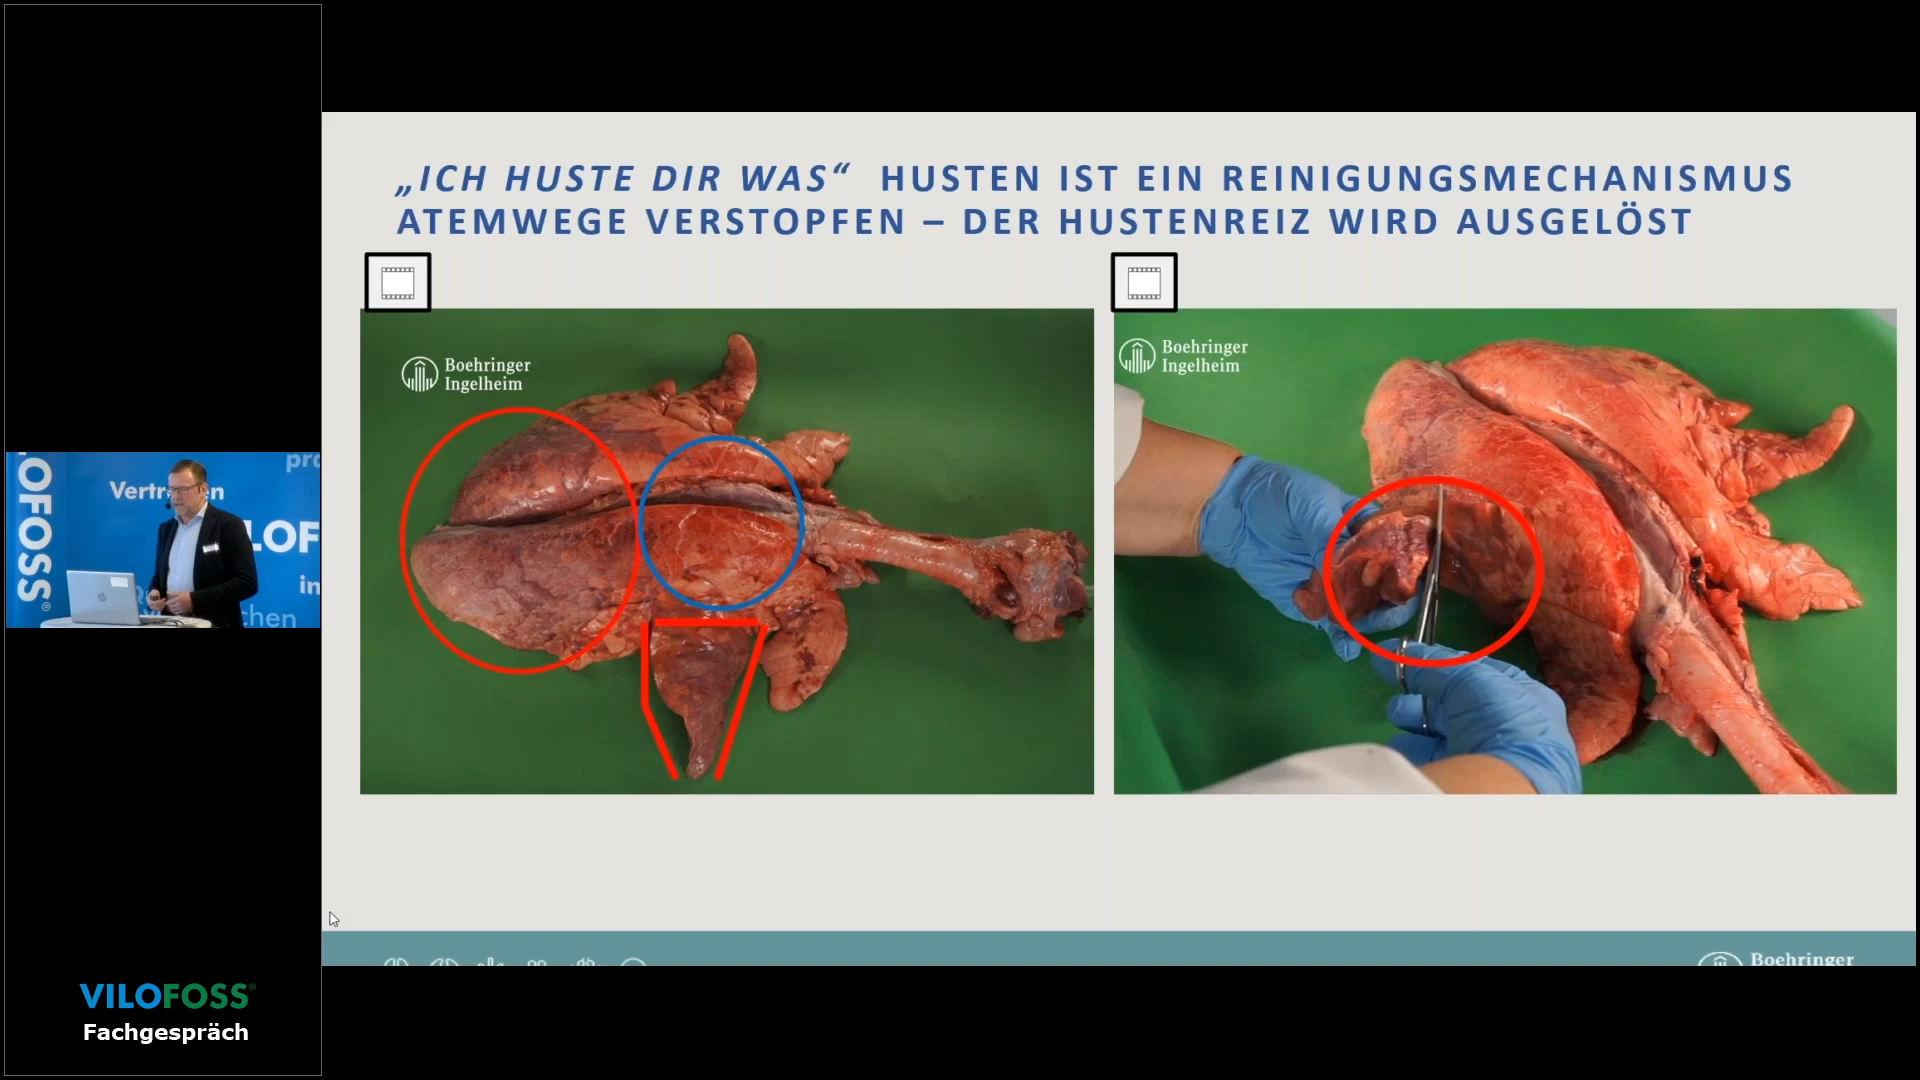 „ICH HUSTE DIR WAS“ HUSTEN IST EIN REINIGUNGSMECHANISMUS
ATEMWEGE VERSTOPFEN – DER HUSTENREIZ WIRD AUSGELÖST
Boehringer
Ingelheim
Boehringer
Ingelheim
OFOSS®
pro
Vertr
n
LOF
in
chen
VILOFOSS®
Fachgespräch
Boehringer